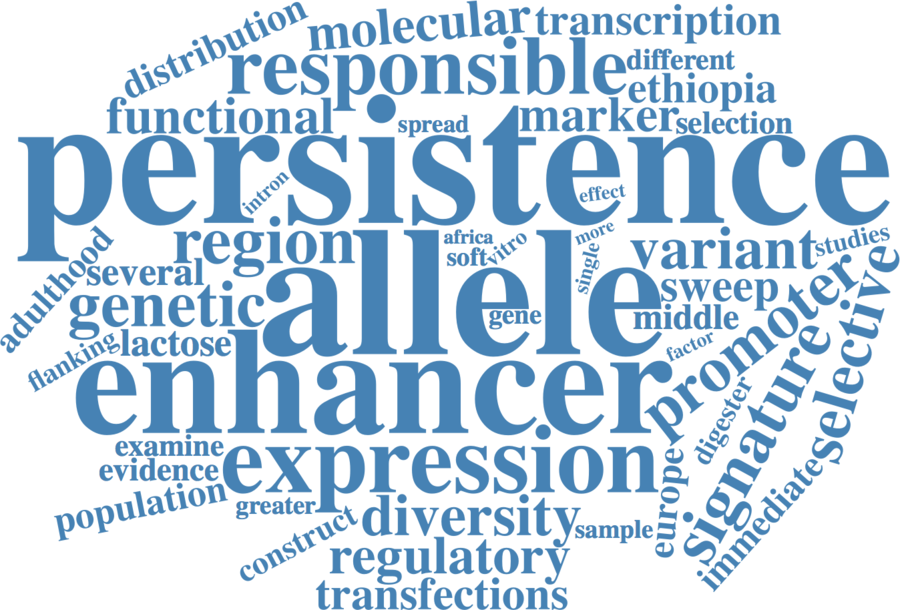 distribution
molecular
transcription
responsible
different
ethiopia
functional
spread
marker
selection
persistence
intron
effect
adulthood
region
africa
vitro
more
soft
single
variant
studies
several
allele
sweep
genetic
gene
middle
promoter
selective
flanking
lactose
factor
enhancer
digester
signature
examine
evidence
expression
population
greater
europe
immediate
construct
diversity
sample
regulatory
transfections